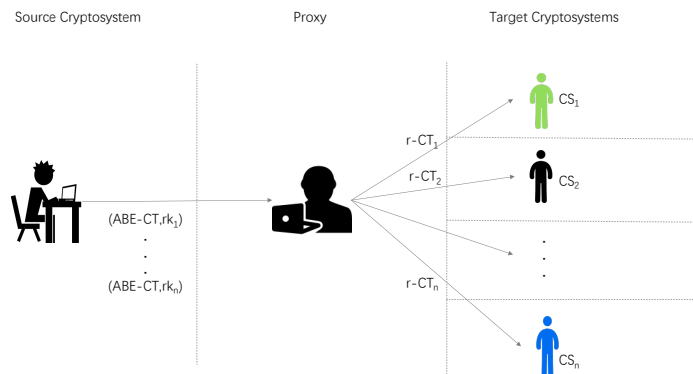 Source Cryptosystem
Proxy
Target Cryptosystems
CS₁
r-CT₁
r-CT₂
CS₂
(ABE-CT,rk₁)
.
.
.
(ABE-CT,rkₙ)
.
.
.
r-CTₙ
CSₙ